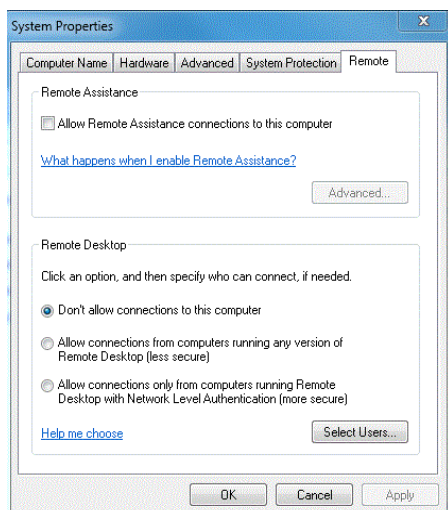 System Properties
Computer Name Hardware Advanced System Protection Remote
Remote Assistance
Allow Remote Assistance connections to this computer
What happens when I enable Remote Assistance?
Advanced...
Remote Desktop
Click an option, and then specify who can connect, if needed.
Don't allow connections to this computer
Allow connections from computers running any version of
Remote Desktop (less secure)
Allow connections only from computers running Remote
Desktop with Network Level Authentication (more secure)
Help me choose
Select Users...
OK Cancel Apply